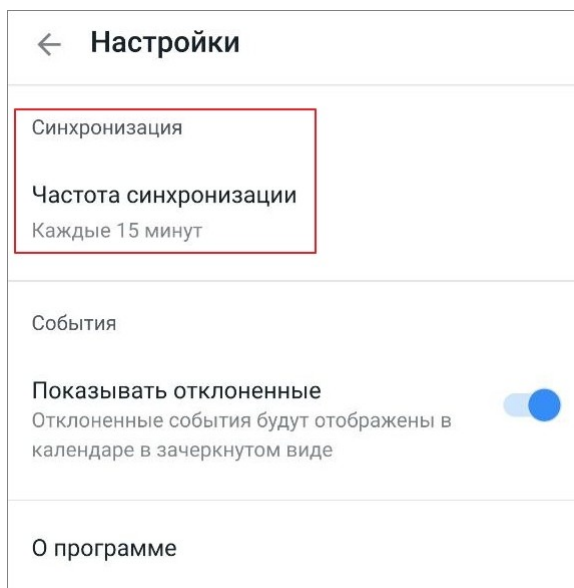 Настройки
Синхронизация
Частота синхронизации
Каждые 15 минут
События
Показывать отклоненные
Отклоненные события будут отображены в
календаре в зачеркнутом виде
О программе